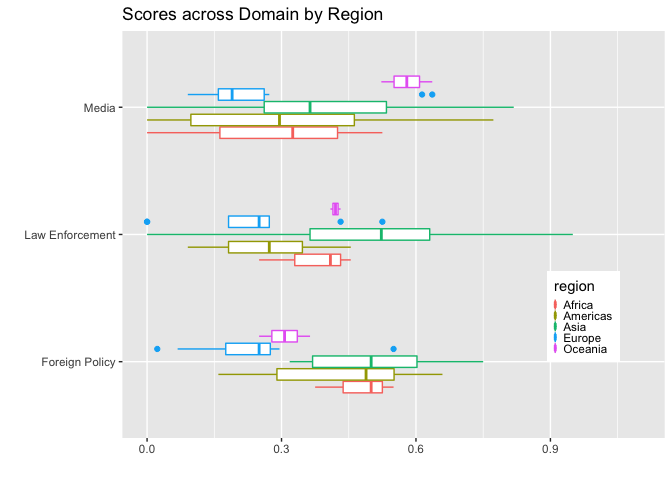 Scores across Domain by Region
Media
Law Enforcement
Foreign Policy
region
Africa
Americas
Asia
Europe
Oceania
0.0 0.3 0.6 0.9